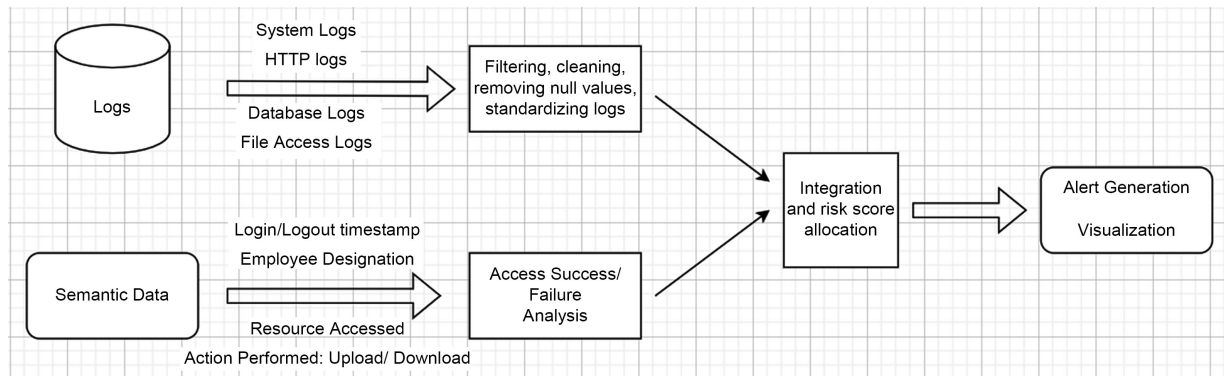 System Logs
HTTP logs
Logs
Database Logs
File Access Logs
Filtering, cleaning,
removing null values,
standardizing logs
Login/Logout timestamp
Employee Designation
Semantic Data
Resource Accessed
Action Performed: Upload/ Download
Access Success/
Failure
Analysis
Integration
and risk score
allocation
Alert Generation
Visualization